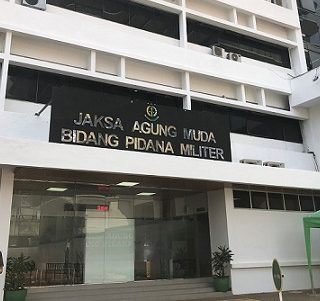 JAKSA AGUNG MUDA
BIDANG PIDANA MILITER